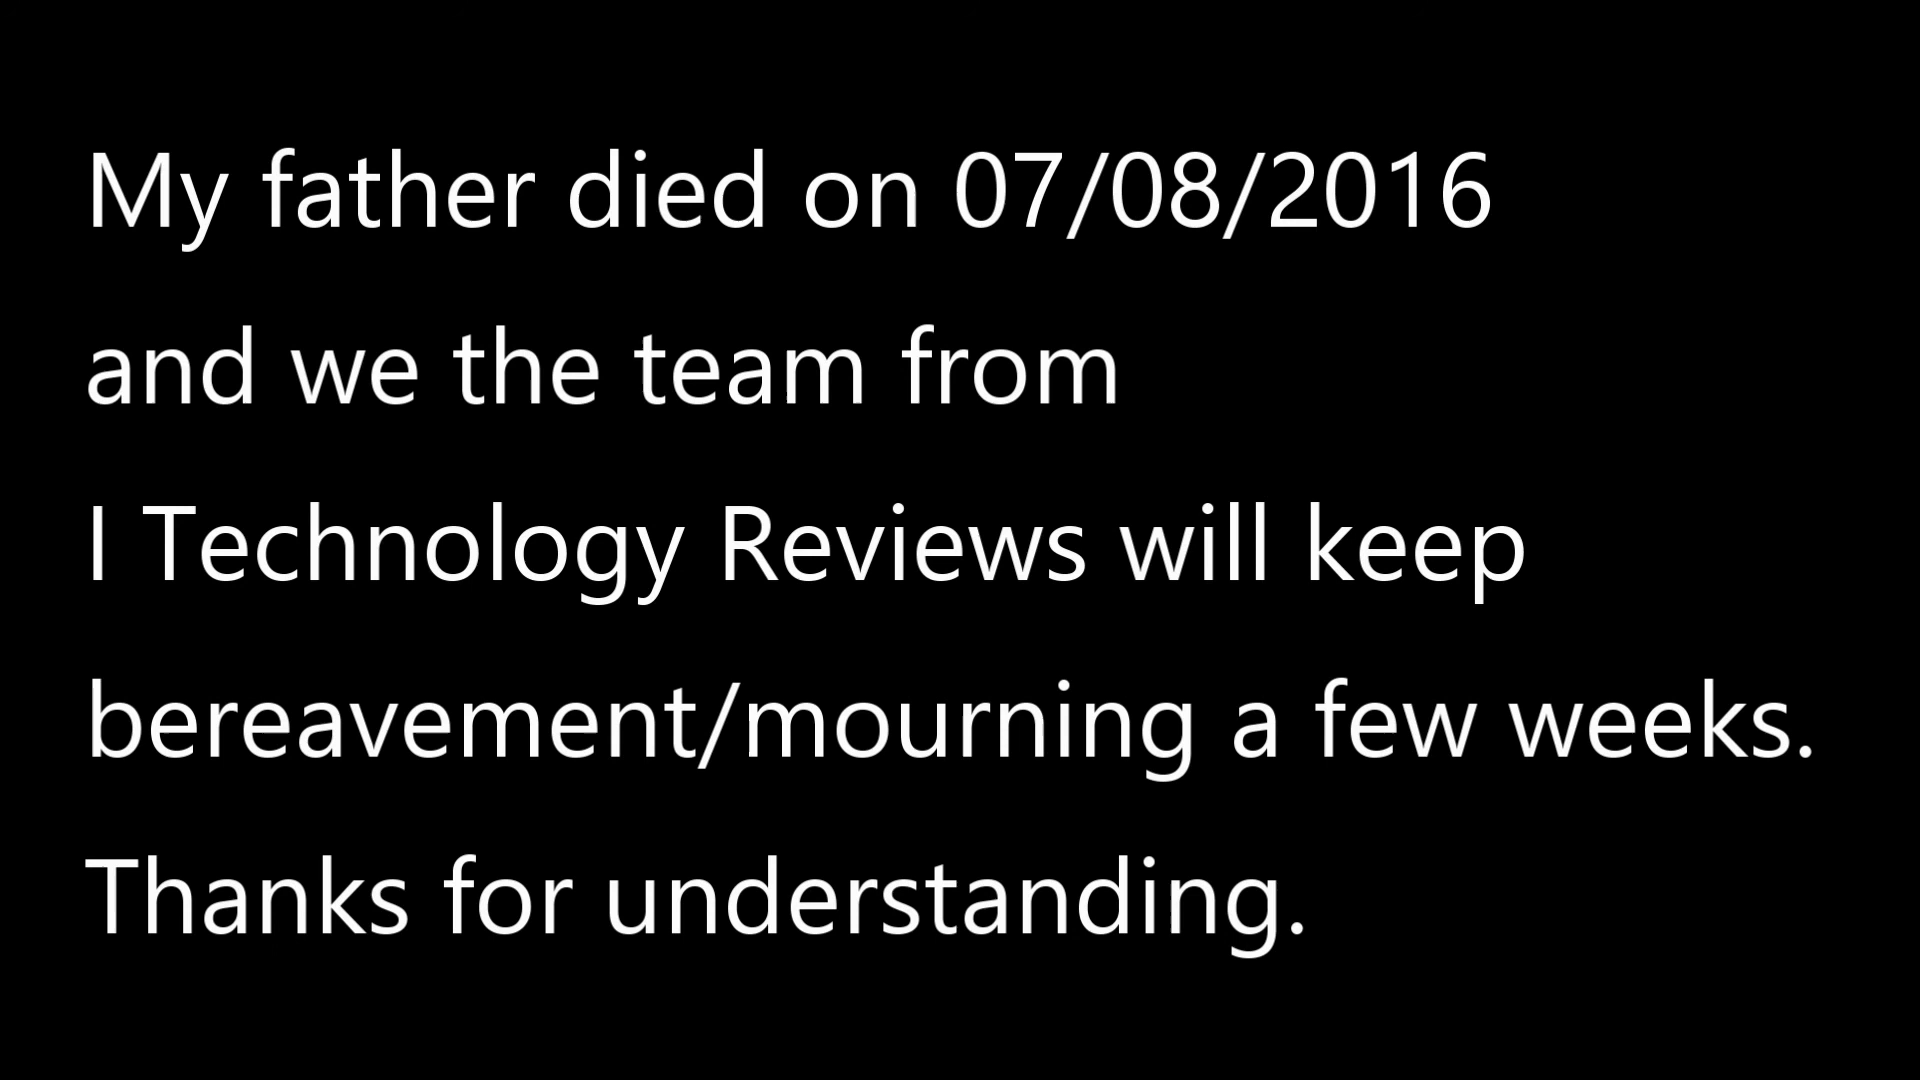 My father died on 07/08/2016
and we the team from
I Technology Reviews will keep
bereavement/mourning a few weeks.
Thanks for understanding.